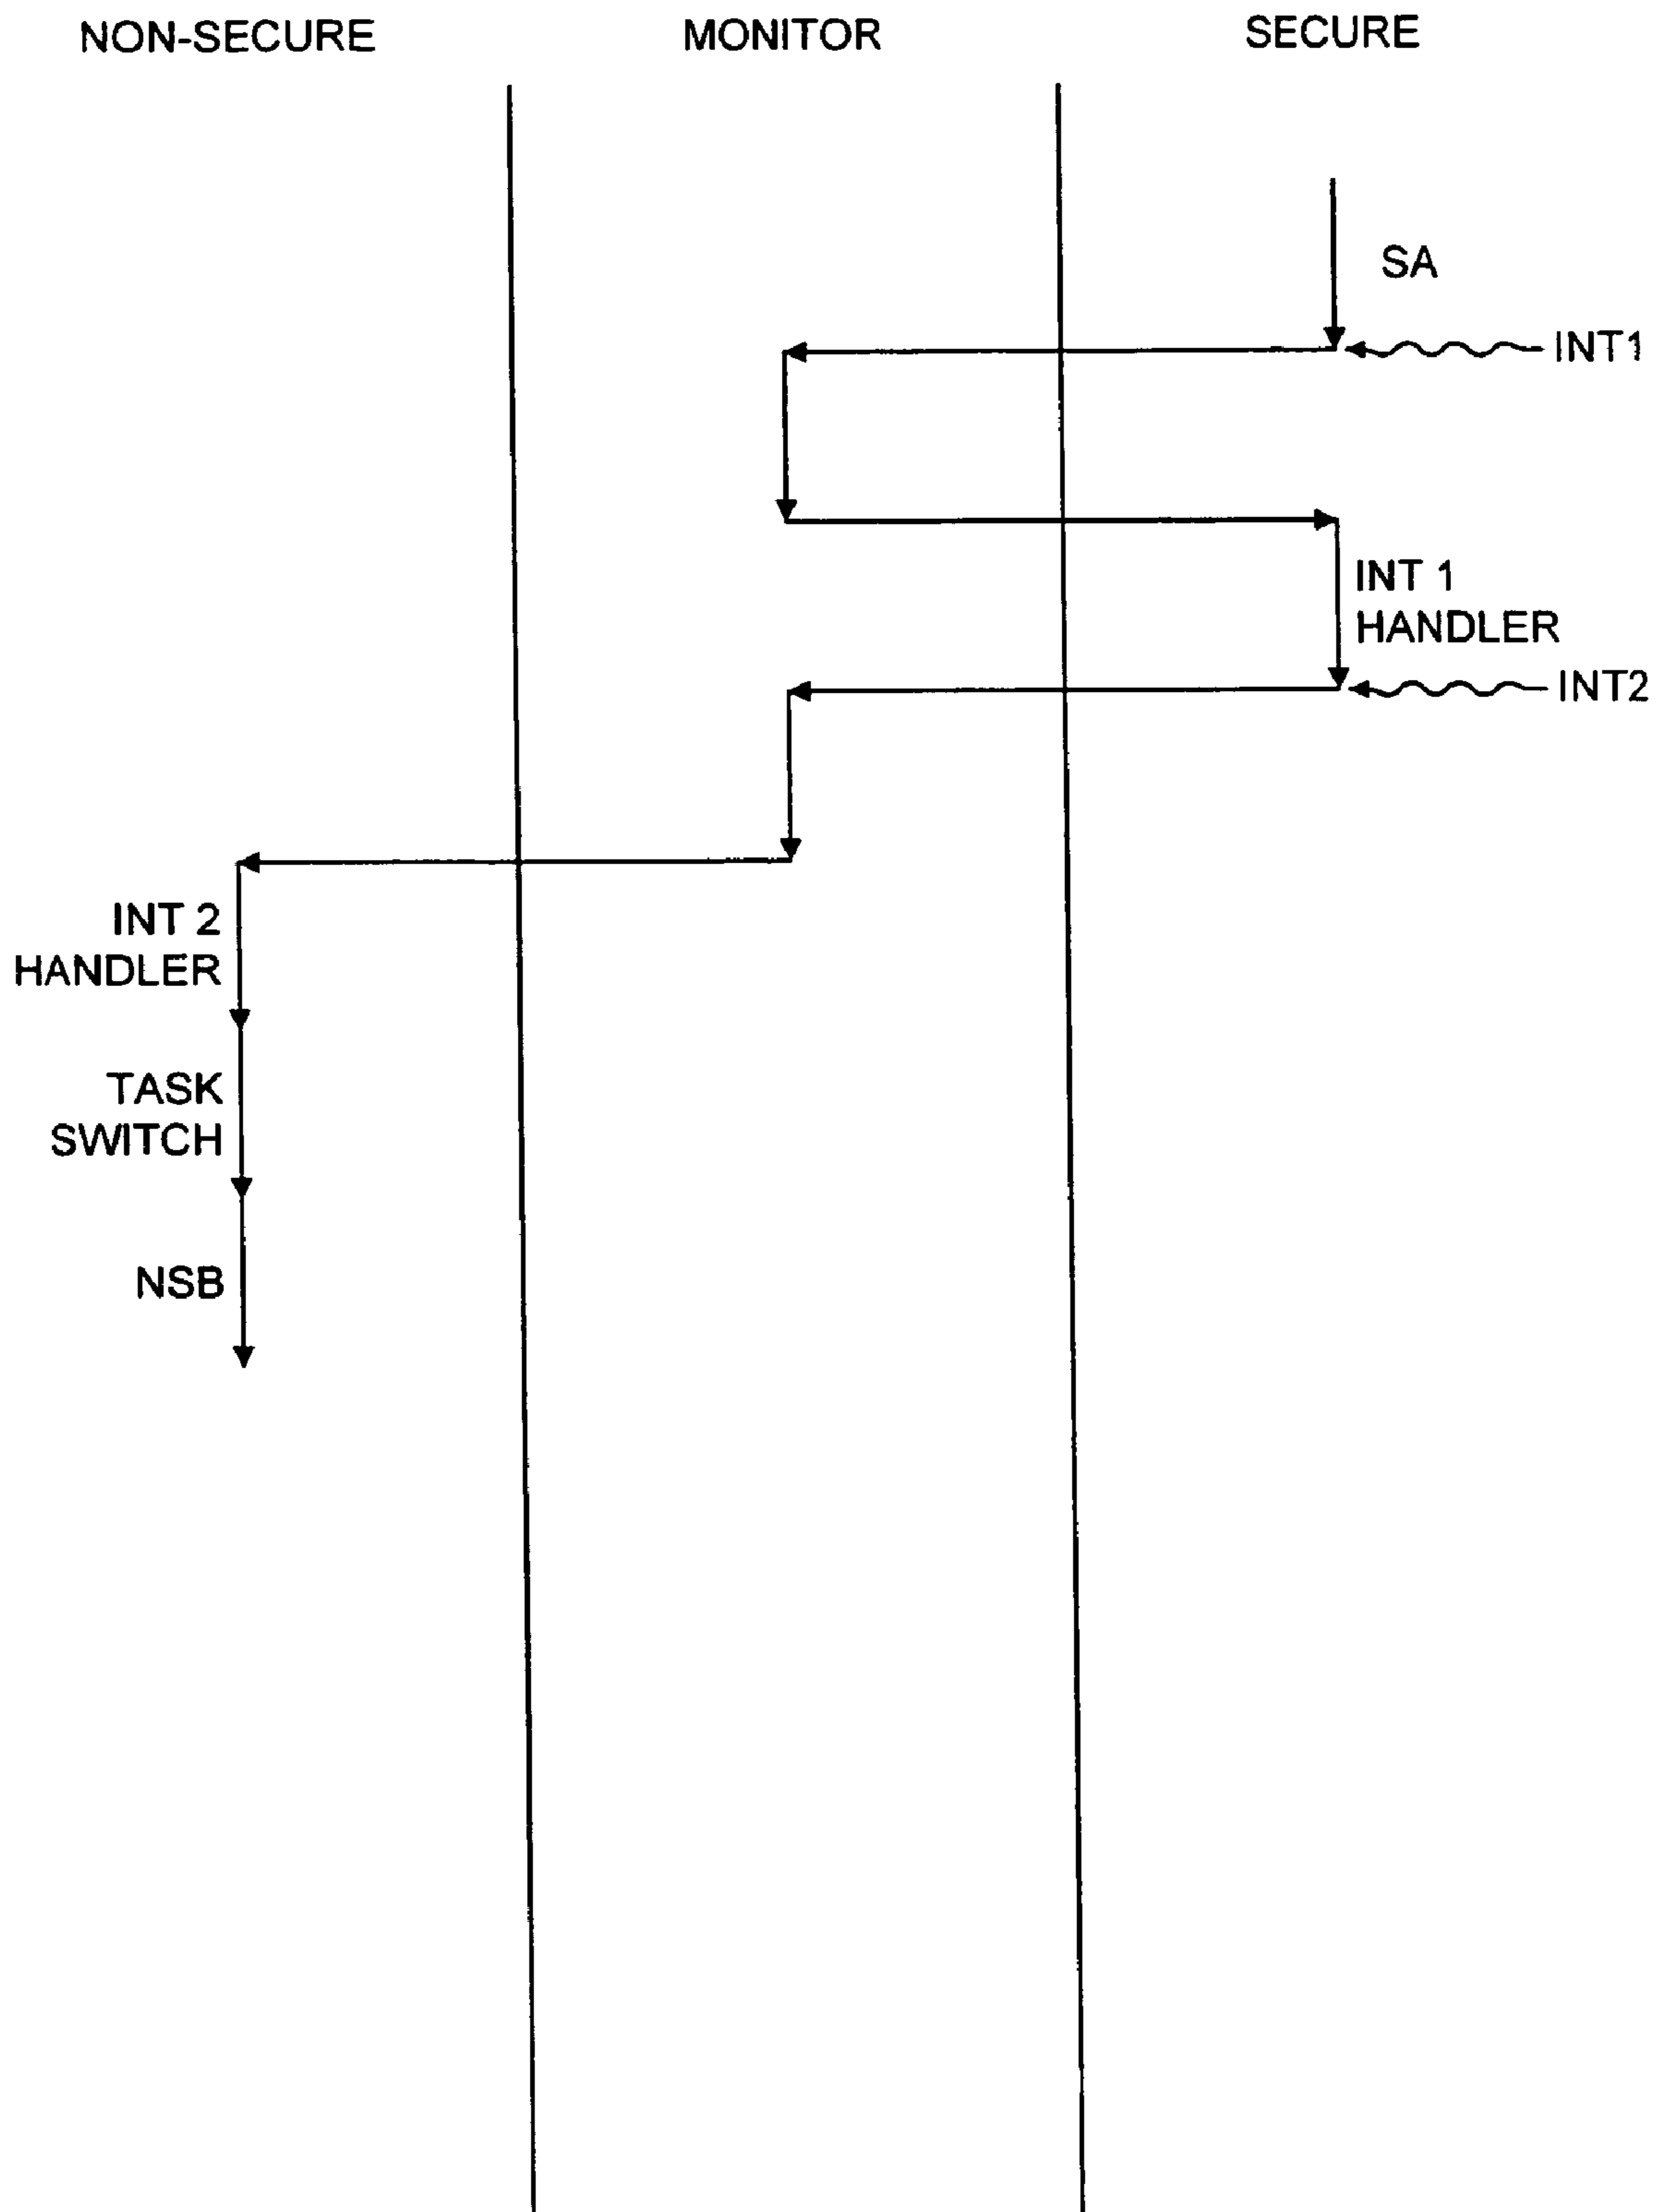 NON-SECURE
MONITOR
SECURE
SA
INT1
INT 1
HANDLER
INT2
INT 2
HANDLER
TASK
SWITCH
NSB